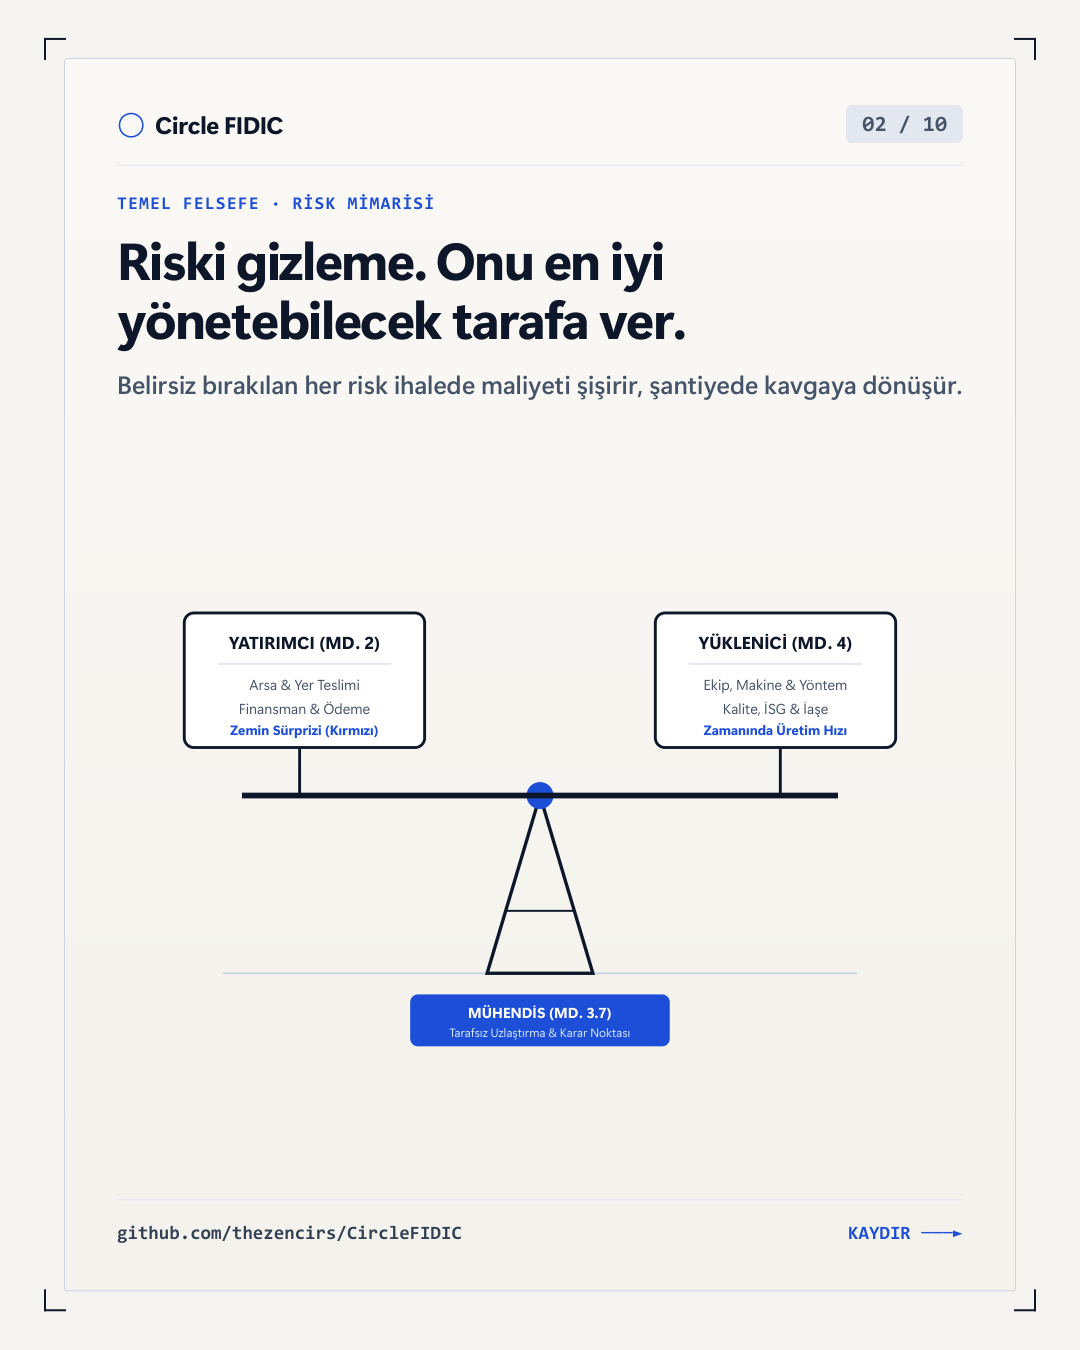 Circle FIDIC
02 / 10
TEMEL FELSEFE · RİSK MİMARİSİ
Riski gizleme. Onu en iyi
yönetebilecek tarafa ver.
Belirsiz bırakılan her risk ihalede maliyeti şişirir, şantiyede kavgaya dönüşür.
YATIRIMCI (MD. 2)
Arsa & Yer Teslimi
Finansman & Ödeme
Zemin Sürprizi (Kırmızı)
YÜKLENİCİ (MD. 4)
Ekip, Makine & Yöntem
Kalite, İSG & İaşe
Zamanında Üretim Hızı
MÜHENDİS (MD. 3.7)
Tarafsız Uzlaştırma & Karar Noktası
github.com/thezencirs/CircleFIDIC
KAYDIR ───►